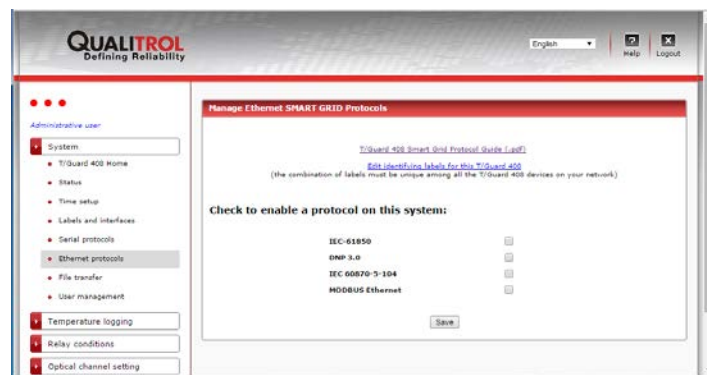 QUALITROL
Defining Reliability
English
Help
Logout
Administrative user
System
T/Guard 408 Home
Status
Time setup
Labels and interfaces
Serial protocols
Ethernet protocols
File transfer
User management
Temperature logging
Relay conditions
Optical channel setting
Manage Ethernet SMART GRID Protocols
T/Guard 408 Smart Grid Protocol Guide (.pdf)
Edit identifying labels for this T/Guard 408
(the combination of labels must be unique among all the T/Guard 408 devices on your network)
Check to enable a protocol on this system:
IEC-61850
DNP 3.0
IEC 60870-5-104
MODBUS Ethernet
Save